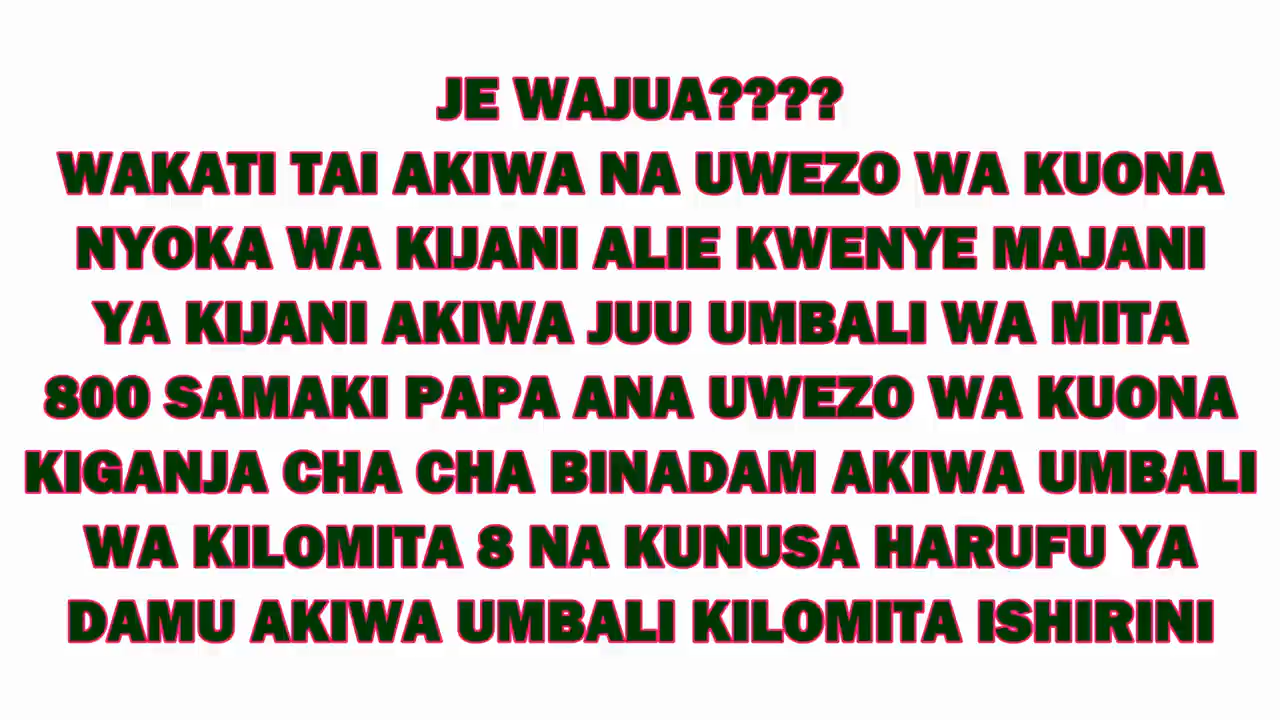 JE WAJUA????
WAKATI TAI AKIWA NA UWEZO WA KUONA
NYOKA WA KIJANI ALIE KWENYE MAJANI
YA KIJANI AKIWA JUU UMBALI WA MITA
800 SAMAKI PAPA ANA UWEZO WA KUONA
KIGANJA CHA CHA BINADAM AKIWA UMBALI
WA KILOMITA 8 NA KUNUSA HARUFU YA
DAMU AKIWA UMBALI KILOMITA ISHIRINI